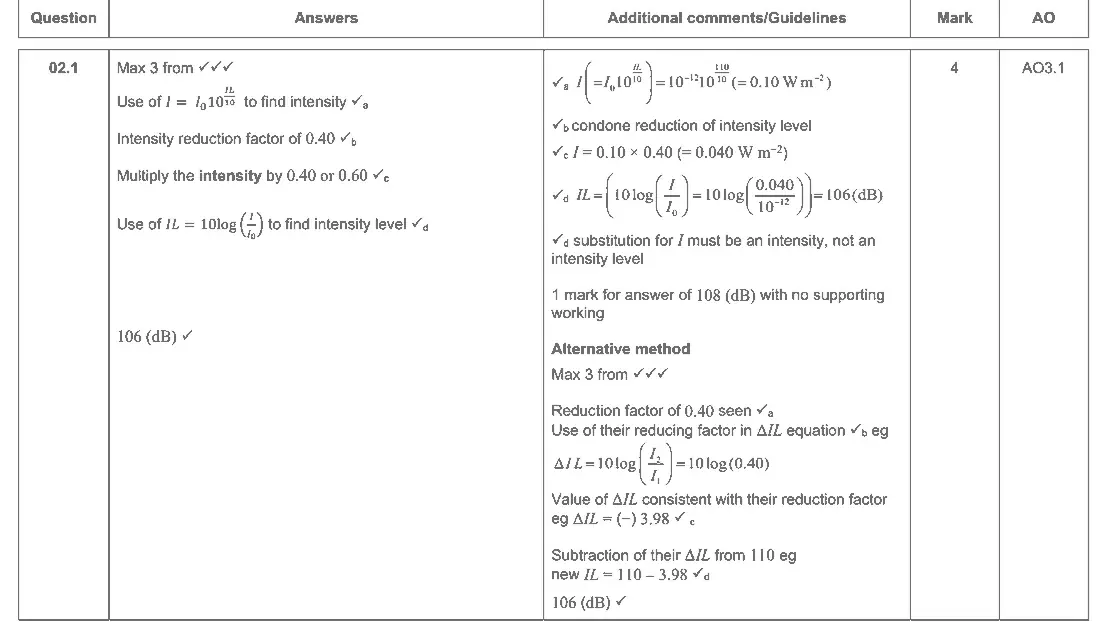 Question Answers Additional comments/Guidelines Mark AO
02.1
Max 3 from ✓✓✓
Use of I = I₀10^(IL/10) to find intensity ✓a
Intensity reduction factor of 0.40 ✓b
Multiply the intensity by 0.40 or 0.60 ✓c
Use of IL = 10log(I/I₀) to find intensity level ✓d
106 (dB) ✓
✓a I(=I₀10^(IL/10))=10⁻¹²10^(110/10) (= 0.10 W m⁻²)
✓b condone reduction of intensity level
✓c I = 0.10 × 0.40 (= 0.040 W m⁻²)
✓d IL=(10log(I/I₀)=10log(0.040/10⁻¹²))=106(dB)
✓d substitution for I must be an intensity, not an
intensity level
1 mark for answer of 108 (dB) with no supporting
working
Alternative method
Max 3 from ✓✓✓
Reduction factor of 0.40 seen ✓a
Use of their reducing factor in ΔIL equation ✓b eg
ΔIL=10log(I₂/I₁)=10log(0.40)
Value of ΔIL consistent with their reduction factor
eg ΔIL = (−) 3.98 ✓ c
Subtraction of their ΔIL from 110 eg
new IL = 110 – 3.98 ✓d
106 (dB) ✓
4
AO3.1